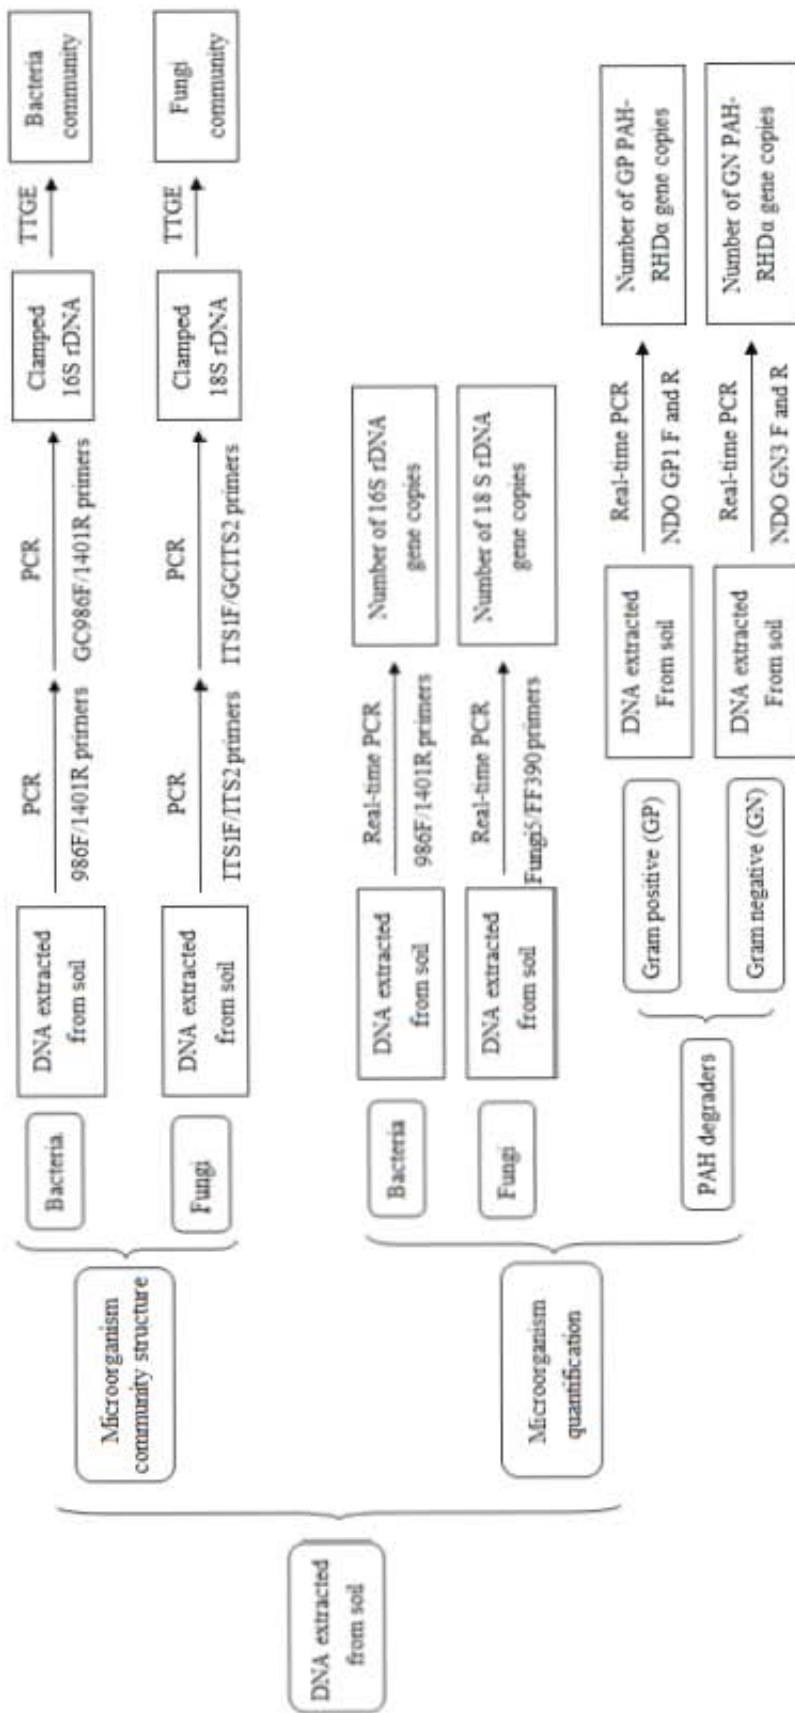 DNA extracted
from soil
Microorganism
community structure
Bacteria
DNA extracted
from soil
PCR
986F/1401R primers
PCR
GC986F/1401R primers
Clamped
16S rDNA
TTGE
Bacteria
community
Fungi
DNA extracted
from soil
PCR
ITS1F/ITS2 primers
PCR
ITS1F/GCITS2 primers
Clamped
18S rDNA
TTGE
Fungi
community
Microorganism
quantification
Bacteria
DNA extracted
from soil
Real-time PCR
986F/1401R primers
Number of 16S rDNA
gene copies
Fungi
DNA extracted
from soil
Real-time PCR
Fungi5/FF390 primers
Number of 18 S rDNA
gene copies
PAH degraders
Gram positive (GP)
DNA extracted
From soil
Real-time PCR
NDO GP1 F and R
Number of GP PAH-
RHDα gene copies
Gram negative (GN)
DNA extracted
From soil
Real-time PCR
NDO GN3 F and R
Number of GN PAH-
RHDα gene copies